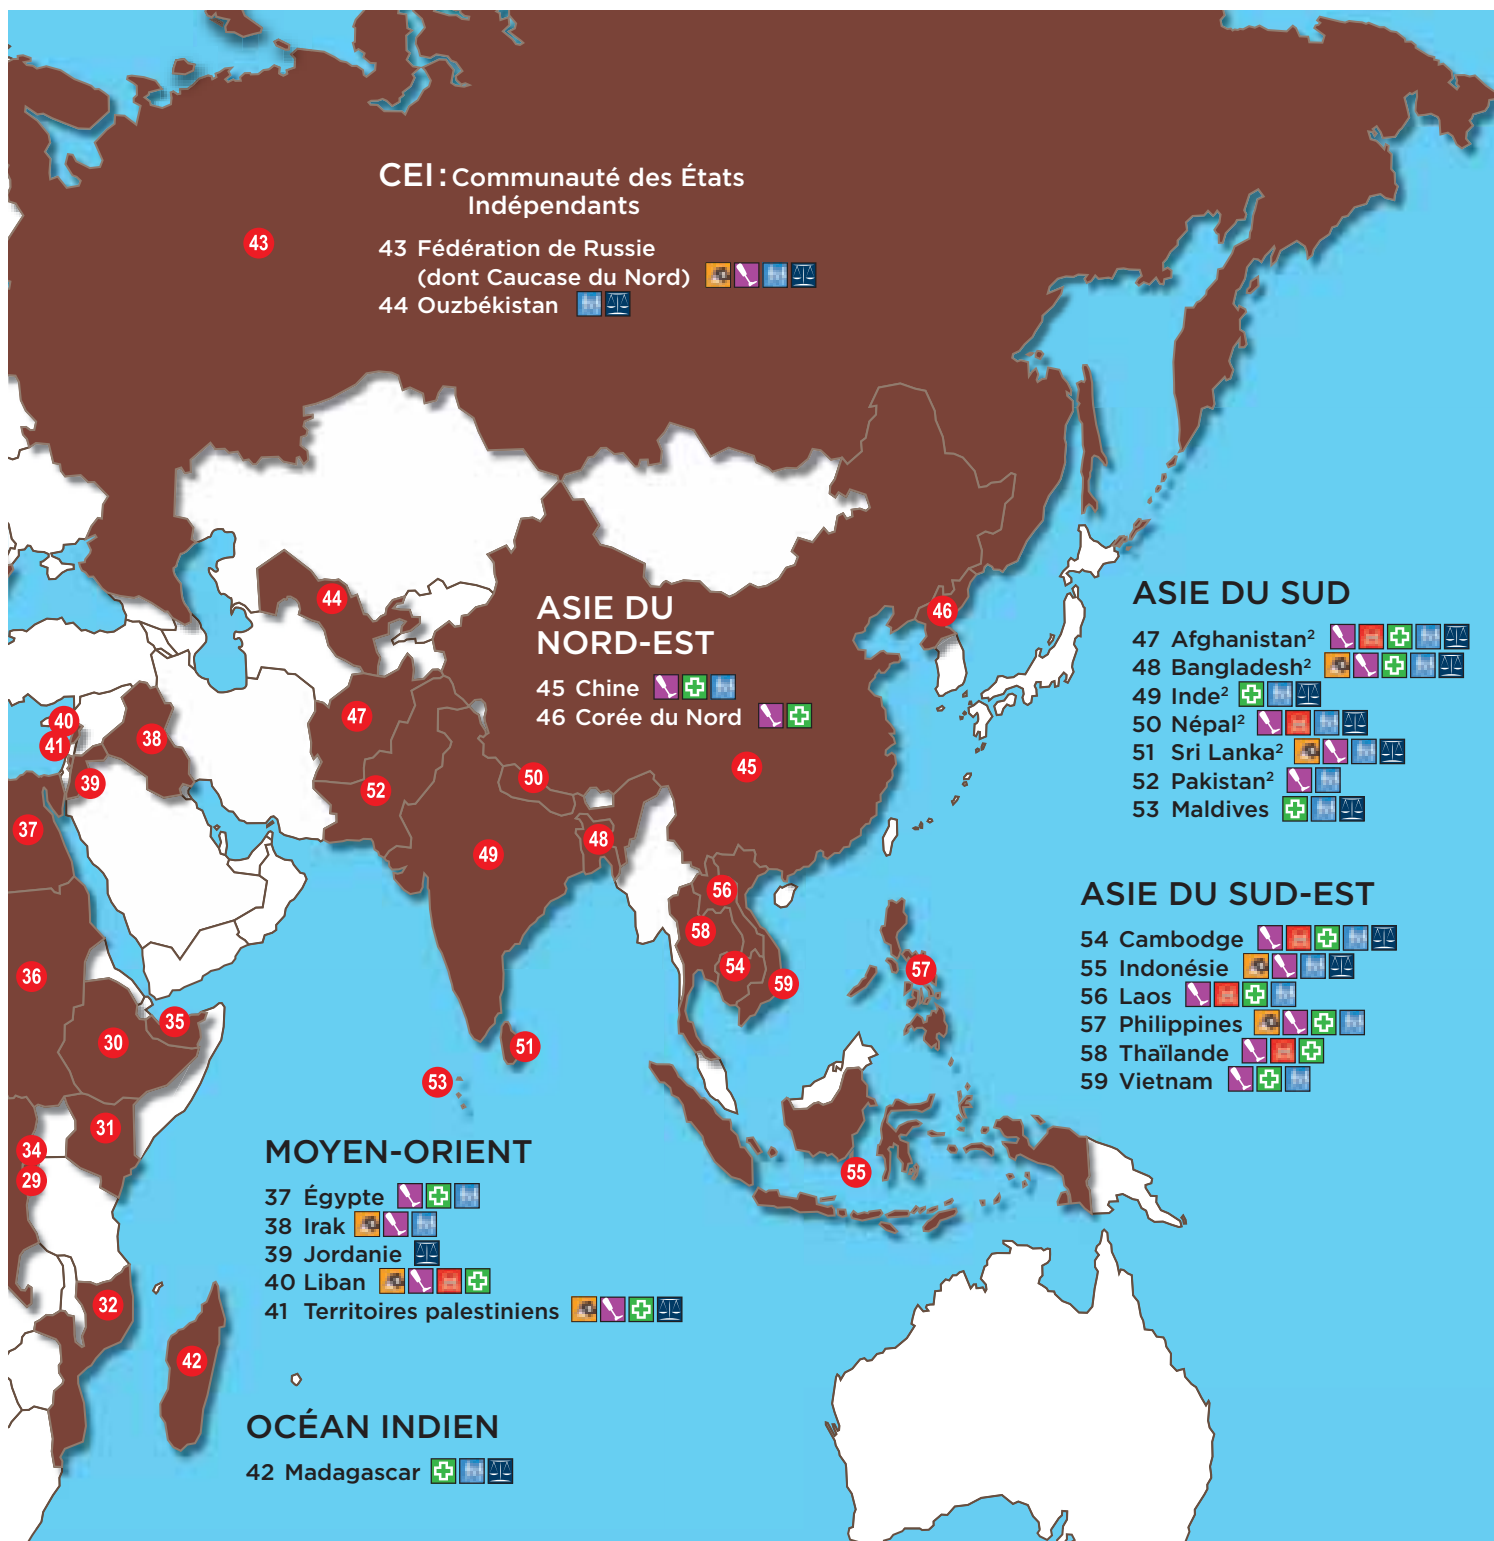 CEI : Communauté des États
Indépendants
43 Fédération de Russie
(dont Caucase du Nord)
44 Ouzbékistan
43
44
ASIE DU
NORD-EST
45 Chine
46 Corée du Nord
46
ASIE DU SUD
47 Afghanistan²
48 Bangladesh²
49 Inde²
50 Népal²
51 Sri Lanka²
52 Pakistan²
53 Maldives
40
41
38
39
47
52
50
45
37
49
48
56
58
54
59
57
ASIE DU SUD-EST
54 Cambodge
55 Indonésie
56 Laos
57 Philippines
58 Thaïlande
59 Vietnam
36
35
30
51
53
31
34
29
55
MOYEN-ORIENT
37 Égypte
38 Irak
39 Jordanie
40 Liban
41 Territoires palestiniens
32
42
OCÉAN INDIEN
42 Madagascar